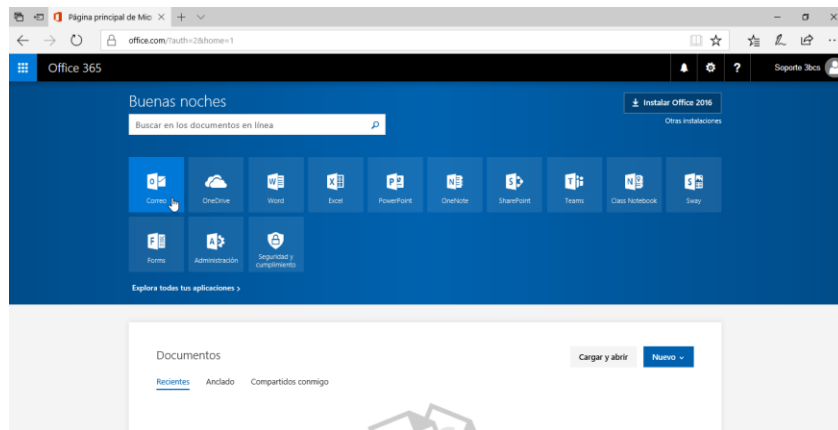 Página principal de Mic
office.com/?auth=2&home=1
Office 365
?
Soporte 3bcs
Buenas noches
Instalar Office 2016
Buscar en los documentos en línea
Otras instalaciones
Correo OneDrive Word Excel PowerPoint OneNote SharePoint Teams Class Notebook Sway
Forms Administración Seguridad y
cumplimiento
Explora todas tus aplicaciones >
Documentos
Cargar y abrir Nuevo
Recientes Anclado Compartidos conmigo